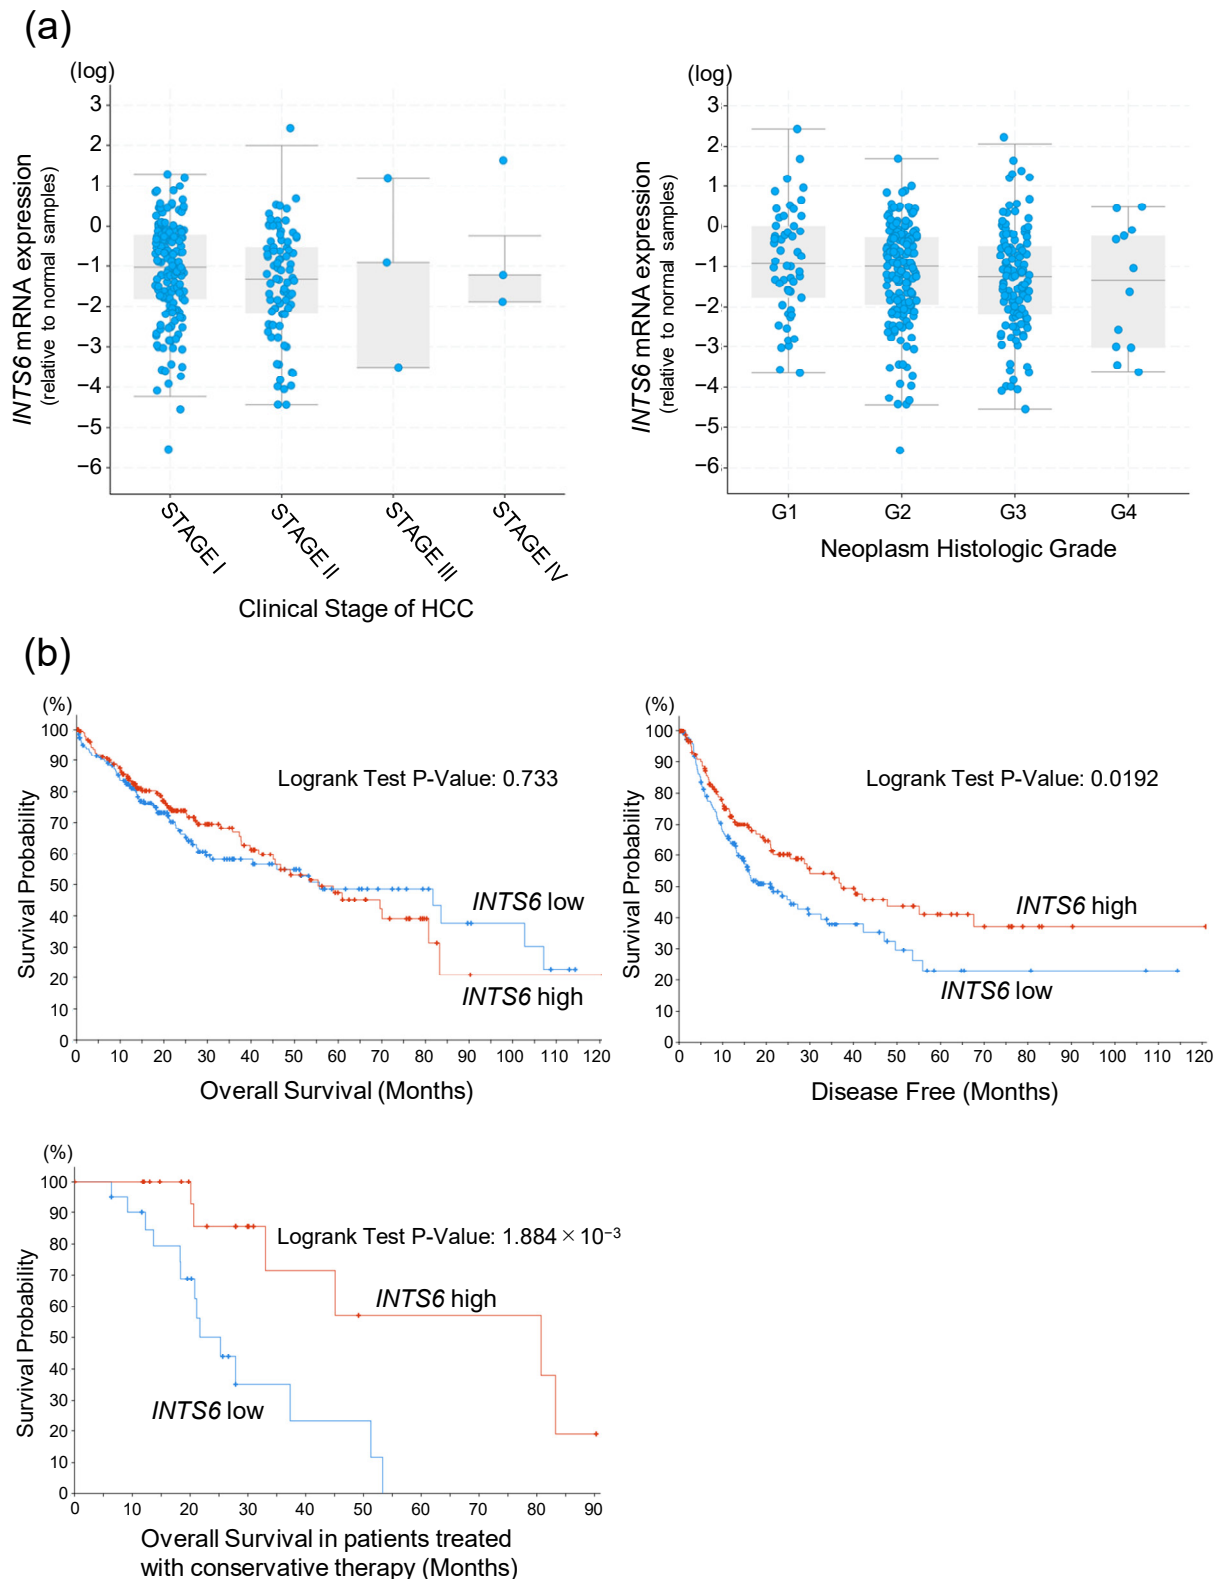 (a)
(log)
3
2
1
0
−1
−2
−3
−4
−5
−6
INTS6 mRNA expression
(relative to normal samples)
STAGE I
STAGE II
STAGE III
STAGE IV
Clinical Stage of HCC
(log)
3
2
1
0
−1
−2
−3
−4
−5
−6
INTS6 mRNA expression
(relative to normal samples)
G1
G2
G3
G4
Neoplasm Histologic Grade
(b)
(%)
100
90
80
70
60
50
40
30
20
10
0
Survival Probability
Logrank Test P-Value: 0.733
INTS6 low
INTS6 high
0 10 20 30 40 50 60 70 80 90 100 110 120
Overall Survival (Months)
(%)
100
90
80
70
60
50
40
30
20
10
0
Survival Probability
Logrank Test P-Value: 0.0192
INTS6 high
INTS6 low
0 10 20 30 40 50 60 70 80 90 100 110 120
Disease Free (Months)
(%)
100
90
80
70
60
50
40
30
20
10
0
Survival Probability
Logrank Test P-Value: 1.884 × 10⁻³
INTS6 high
INTS6 low
0 10 20 30 40 50 60 70 80 90
Overall Survival in patients treated
with conservative therapy (Months)